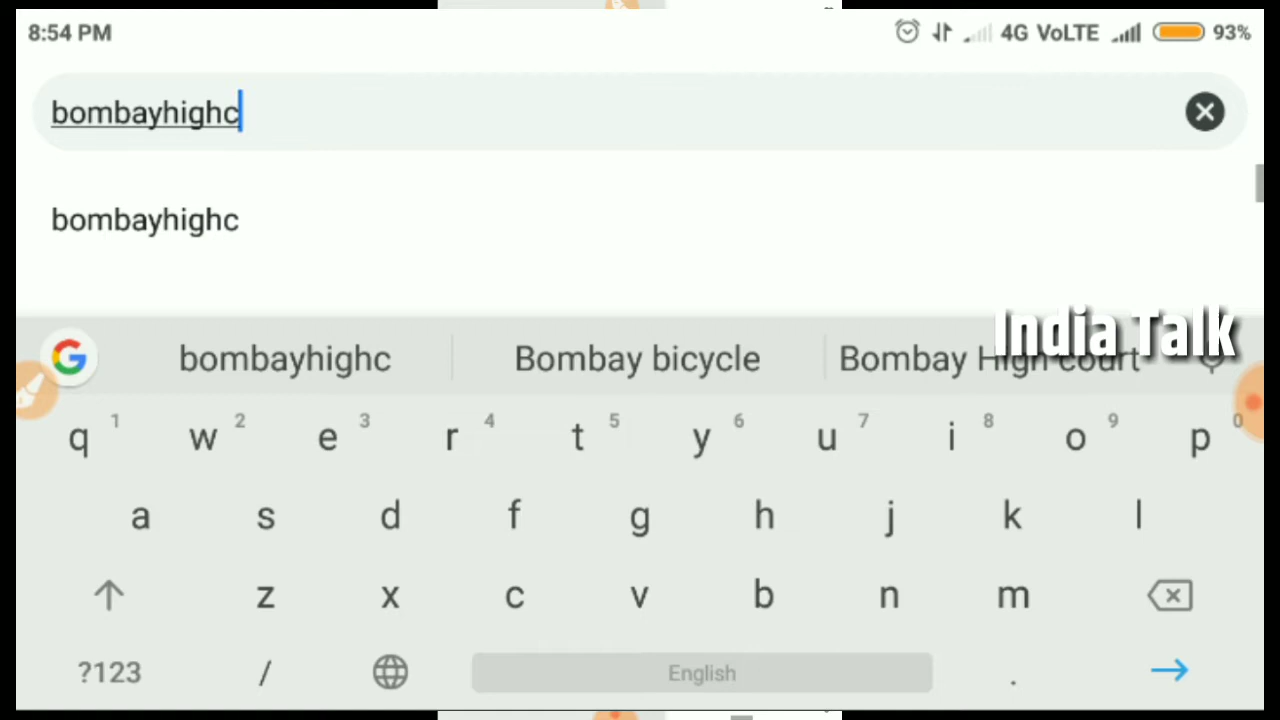 8:54 PM 4G VoLTE 93%
bombayhighc
bombayhighc
India Talk
G bombayhighc Bombay bicycle Bombay High court
q 1 w 2 e 3 r 4 t 5 y 6 u 7 i 8 o 9 p 0
a s d f g h j k l
z x c v b n m
?123 / English .